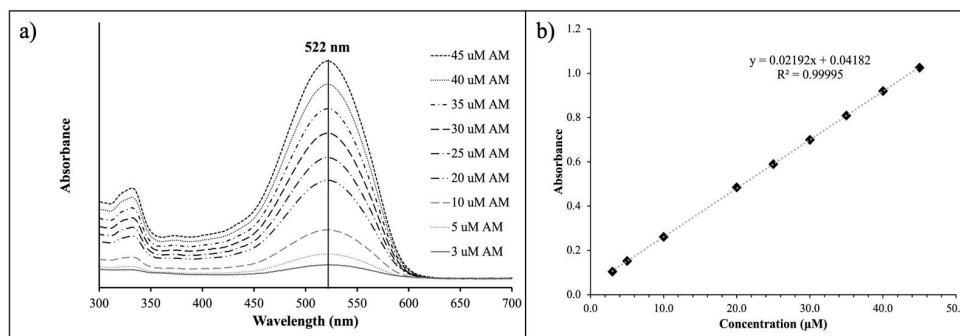 a)
522 nm
45 uM AM
40 uM AM
35 uM AM
30 uM AM
25 uM AM
20 uM AM
10 uM AM
5 uM AM
3 uM AM
Absorbance
300 350 400 450 500 550 600 650 700
Wavelength (nm)
b)
1.2
1.0
0.8
0.6
0.4
0.2
0.0
y = 0.02192x + 0.04182
R² = 0.99995
Absorbance
0.0 10.0 20.0 30.0 40.0 50.0
Concentration (µM)